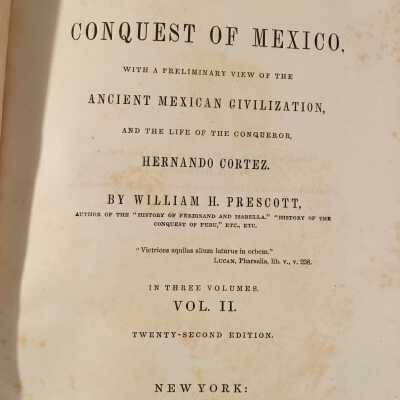 CONQUEST OF MEXICO,
WITH A PRELIMINARY VIEW OF THE
ANCIENT MEXICAN CIVILIZATION,
AND THE LIFE OF THE CONQUEROR,
HERNANDO CORTEZ.
BY WILLIAM H. PRESCOTT,
AUTHOR OF THE "HISTORY OF FERDINAND AND ISABELLA," "HISTORY OF THE
CONQUEST OF PERU," ETC., ETC.
"Victrices aquilas alium laturus in orbem."
LUCAN, Pharsalia, lib. v., v. 238.
IN THREE VOLUMES.
VOL. II.
TWENTY-SECOND EDITION.
NEW YORK: